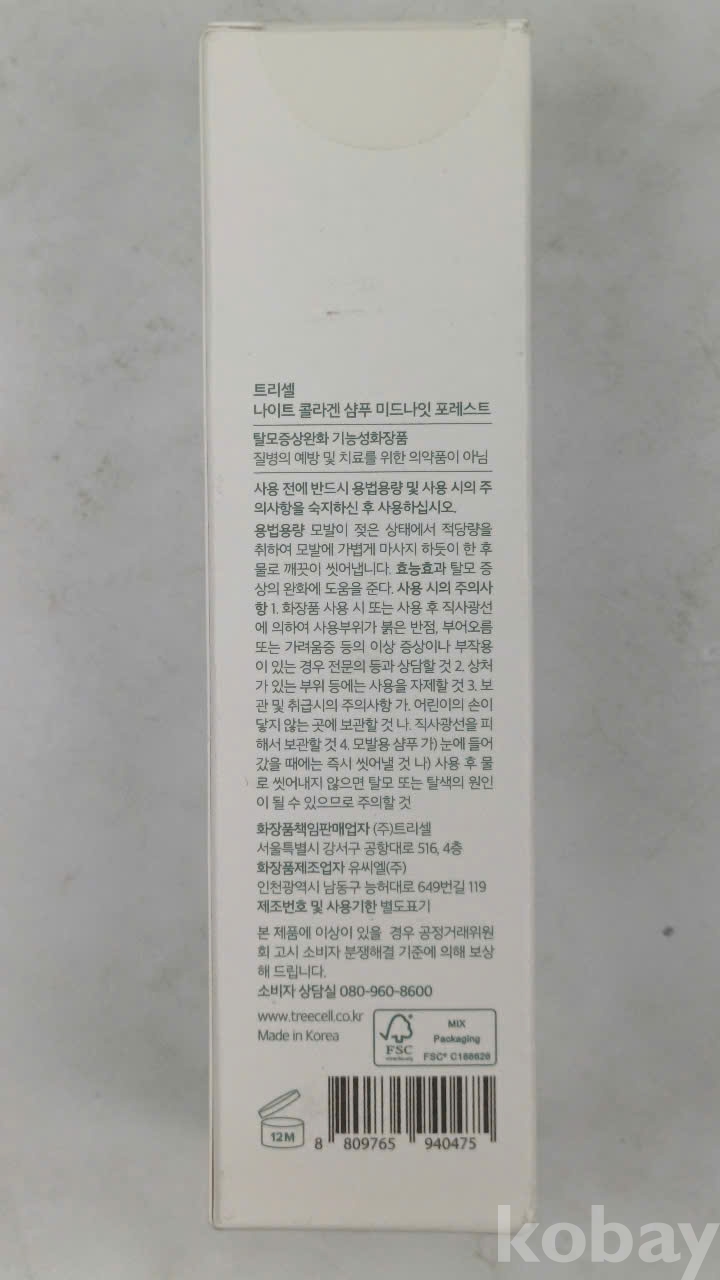 트리셀
나이트 콜라겐 샴푸 미드나잇 포레스트
탈모증상완화 기능성화장품
질병의 예방 및 치료를 위한 의약품이 아님
사용 전에 반드시 용법용량 및 사용 시의 주
의사항을 숙지하신 후 사용하십시오.
용법용량 모발이 젖은 상태에서 적당량을
취하여 모발에 가볍게 마사지 하듯이 한 후
물로 깨끗이 씻어냅니다. 효능효과 탈모 증
상의 완화에 도움을 준다. 사용 시의 주의사
항 1. 화장품 사용 시 또는 사용 후 직사광선
에 의하여 사용부위가 붉은 반점, 부어오름
또는 가려움증 등의 이상 증상이나 부작용
이 있는 경우 전문의 등과 상담할 것 2. 상처
가 있는 부위 등에는 사용을 자제할 것 3. 보
관 및 취급시의 주의사항 가. 어린이의 손이
닿지 않는 곳에 보관할 것 나. 직사광선을 피
해서 보관할 것 4. 모발용 샴푸 가) 눈에 들어
갔을 때에는 즉시 씻어낼 것 나) 사용 후 물
로 씻어내지 않으면 탈모 또는 탈색의 원인
이 될 수 있으므로 주의할 것
화장품책임판매업자 (주)트리셀
서울특별시 강서구 공항대로 516, 4층
화장품제조업자 유씨엘(주)
인천광역시 남동구 능허대로 649번길 119
제조번호 및 사용기한 별도표기
본 제품에 이상이 있을 경우 공정거래위원
회 고시 소비자 분쟁해결 기준에 의해 보상
해 드립니다.
소비자 상담실 080-960-8600
www.treecell.co.kr
Made in Korea
MIX
Packaging
FSC
FSC® C166628
12M
8 809765 940475
kobay